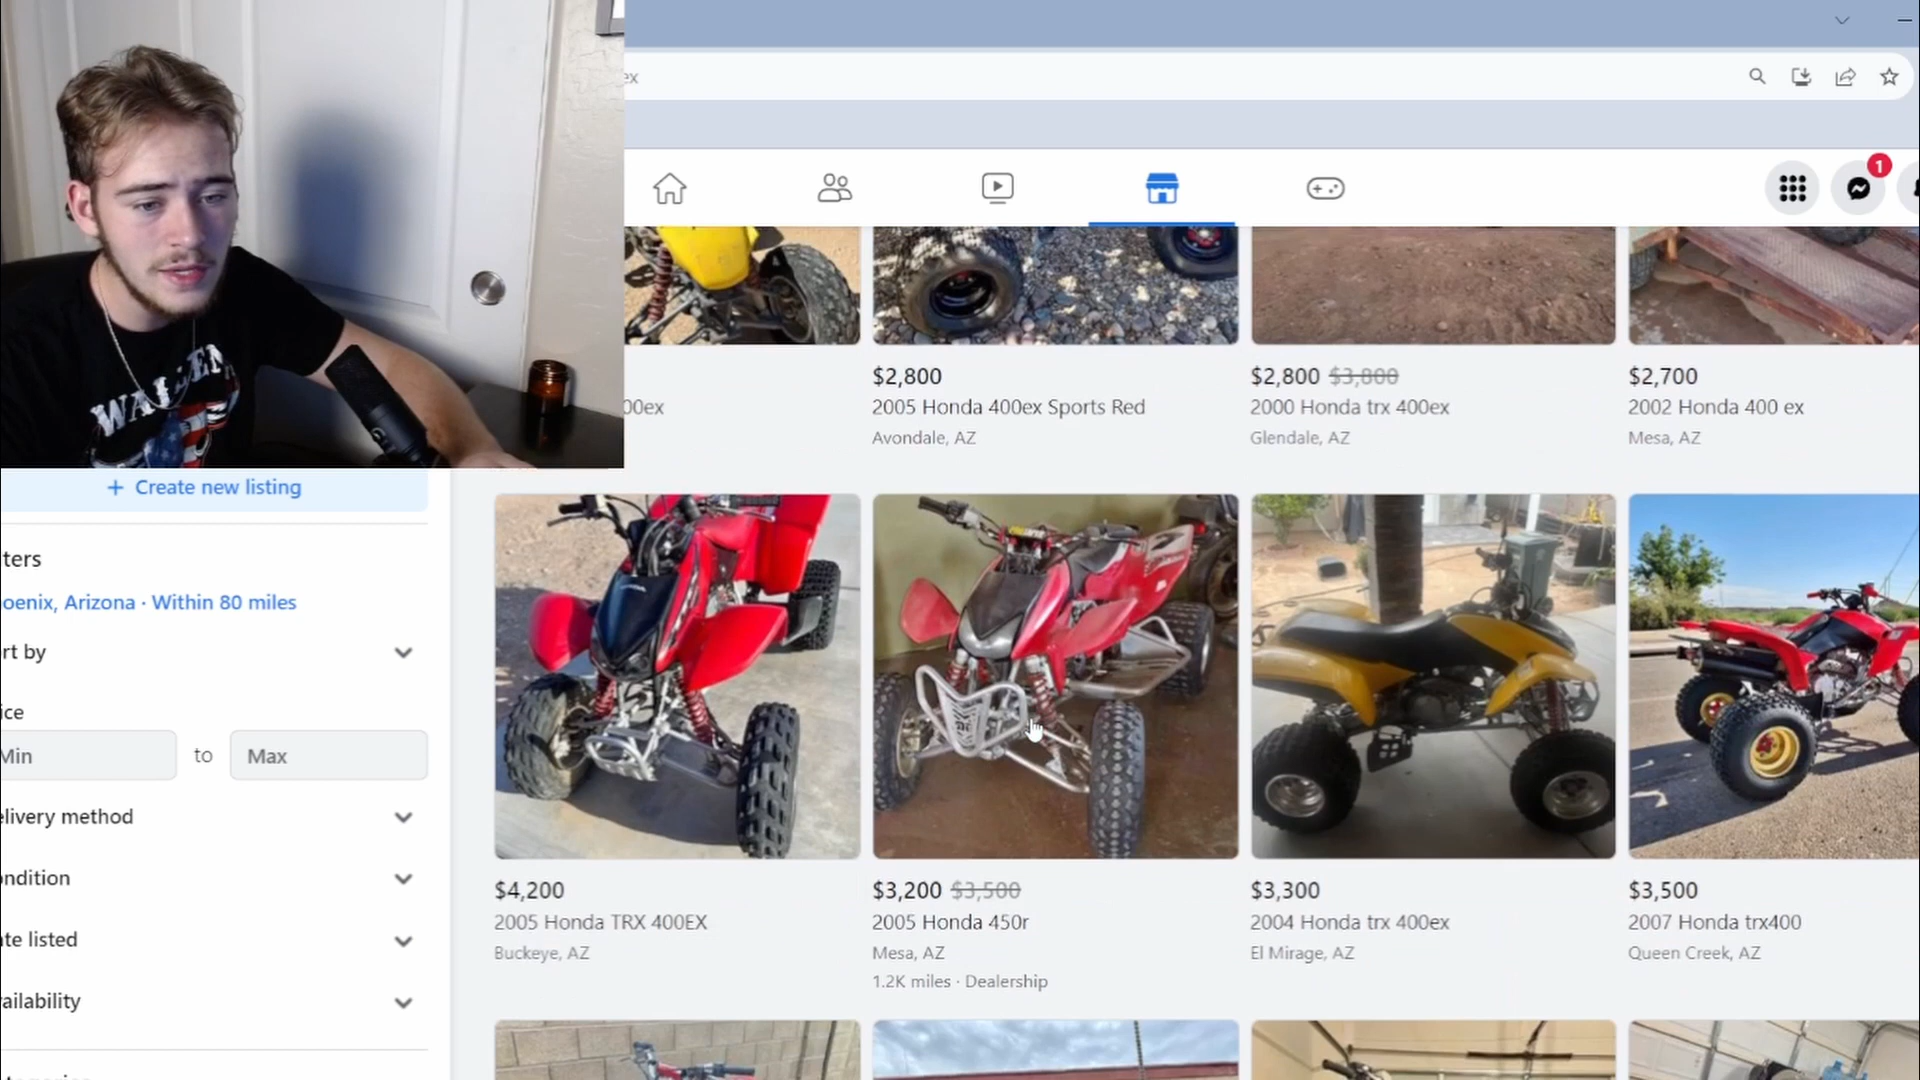 ex
1
00ex
$2,800
2005 Honda 400ex Sports Red
Avondale, AZ
$2,800 $3,800
2000 Honda trx 400ex
Glendale, AZ
$2,700
2002 Honda 400 ex
Mesa, AZ
+ Create new listing
ters
oenix, Arizona · Within 80 miles
rt by
ice
Min
to
Max
elivery method
ondition
te listed
vailability
$4,200
2005 Honda TRX 400EX
Buckeye, AZ
$3,200 $3,500
2005 Honda 450r
Mesa, AZ
1.2K miles · Dealership
$3,300
2004 Honda trx 400ex
El Mirage, AZ
$3,500
2007 Honda trx400
Queen Creek, AZ